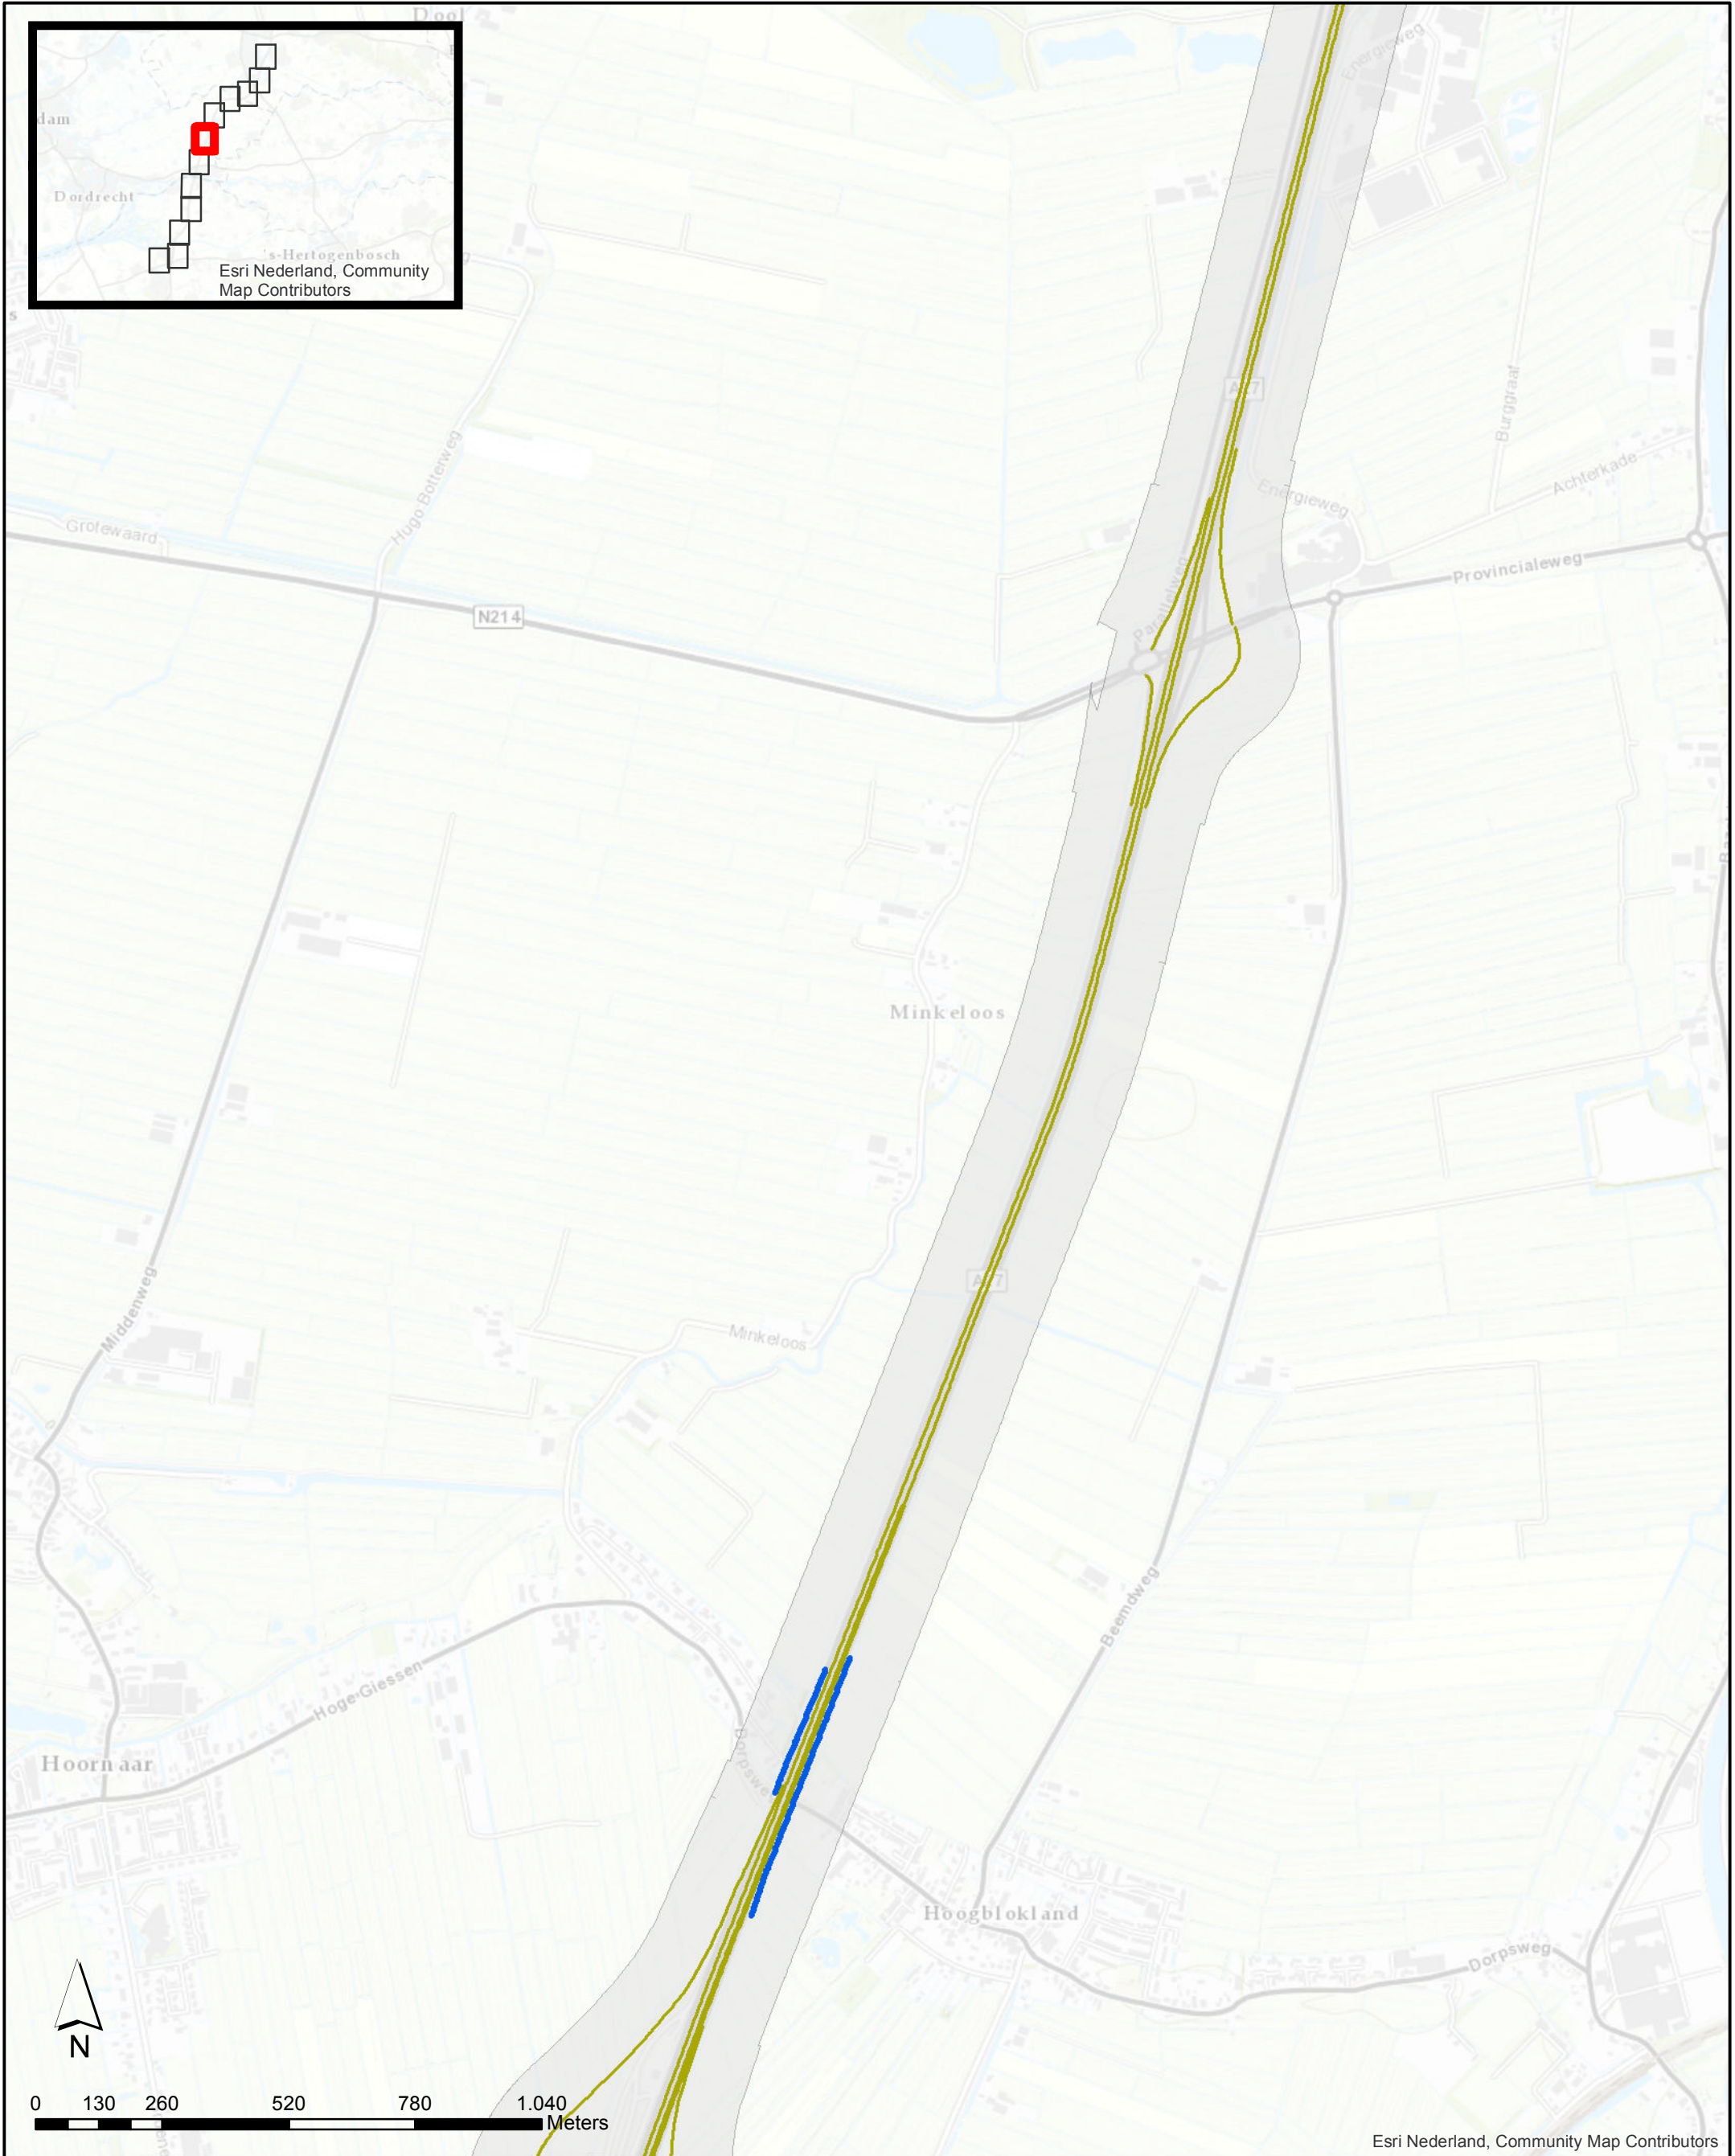 dam
Dordrecht
's-Hertogenbosch
Esri Nederland, Community
Map Contributors
Energieweg
A27
Burggraaf
Achterkade
Energieweg
Hugo Botterweg
Grotewaard
N214
Parallelweg
Provincialeweg
Minkeloos
A27
Middenweg
Minkeloos
Beemdweg
Hoge Giessen
Dorpsweg
Hoornaar
Hoogblokland
Dorpsweg
N
0 130 260 520 780 1.040
Meters
Esri Nederland, Community Map Contributors